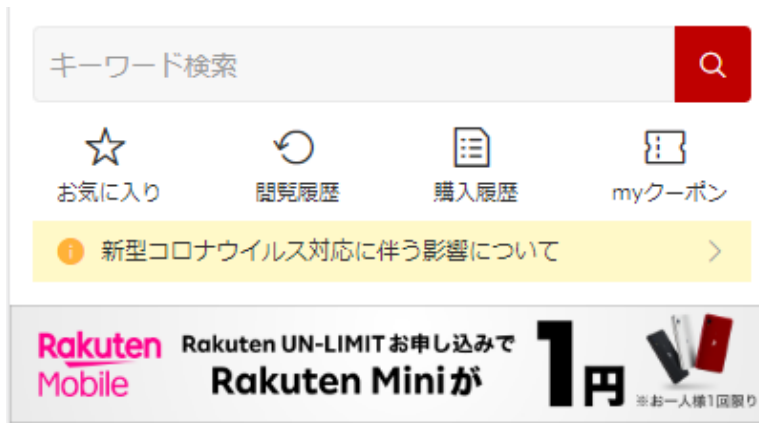 キーワード検索
お気に入り 閲覧履歴 購入履歴 myクーポン
新型コロナウイルス対応に伴う影響について
Rakuten Mobile
Rakuten UN-LIMITお申し込みで
Rakuten Miniが 1円
※お一人様1回限り